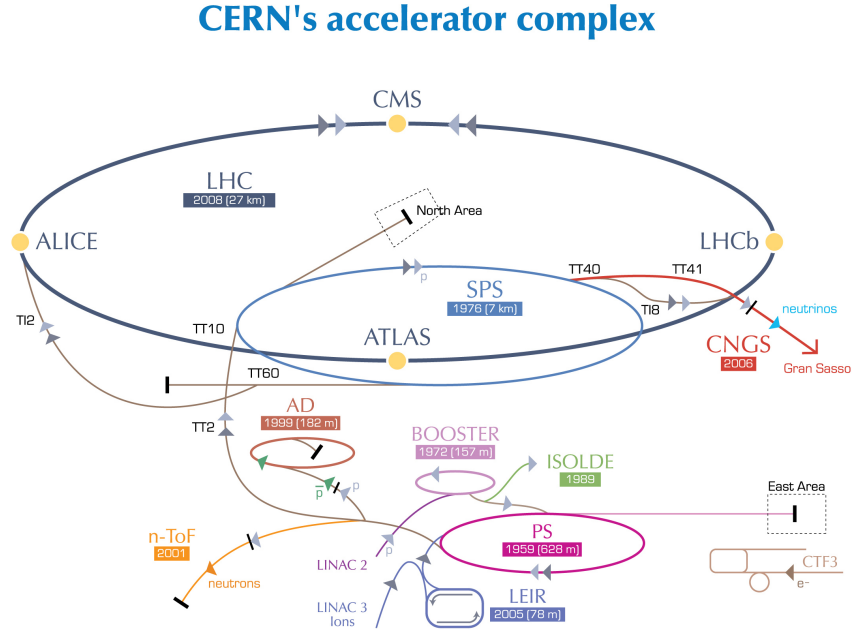 CERN's accelerator complex
CMS
LHC
2008 (27 km)
North Area
ALICE
LHCb
TT40
TT41
p
SPS
1976 (7 km)
TI2
TT10
TI8
neutrinos
ATLAS
CNGS
2006
Gran Sasso
TT60
AD
1999 (182 m)
TT2
BOOSTER
1972 (157 m)
ISOLDE
1989
p
p
East Area
n-ToF
2001
PS
1959 (628 m)
p
LINAC 2
neutrons
CTF3
e-
LEIR
2005 (78 m)
LINAC 3
Ions